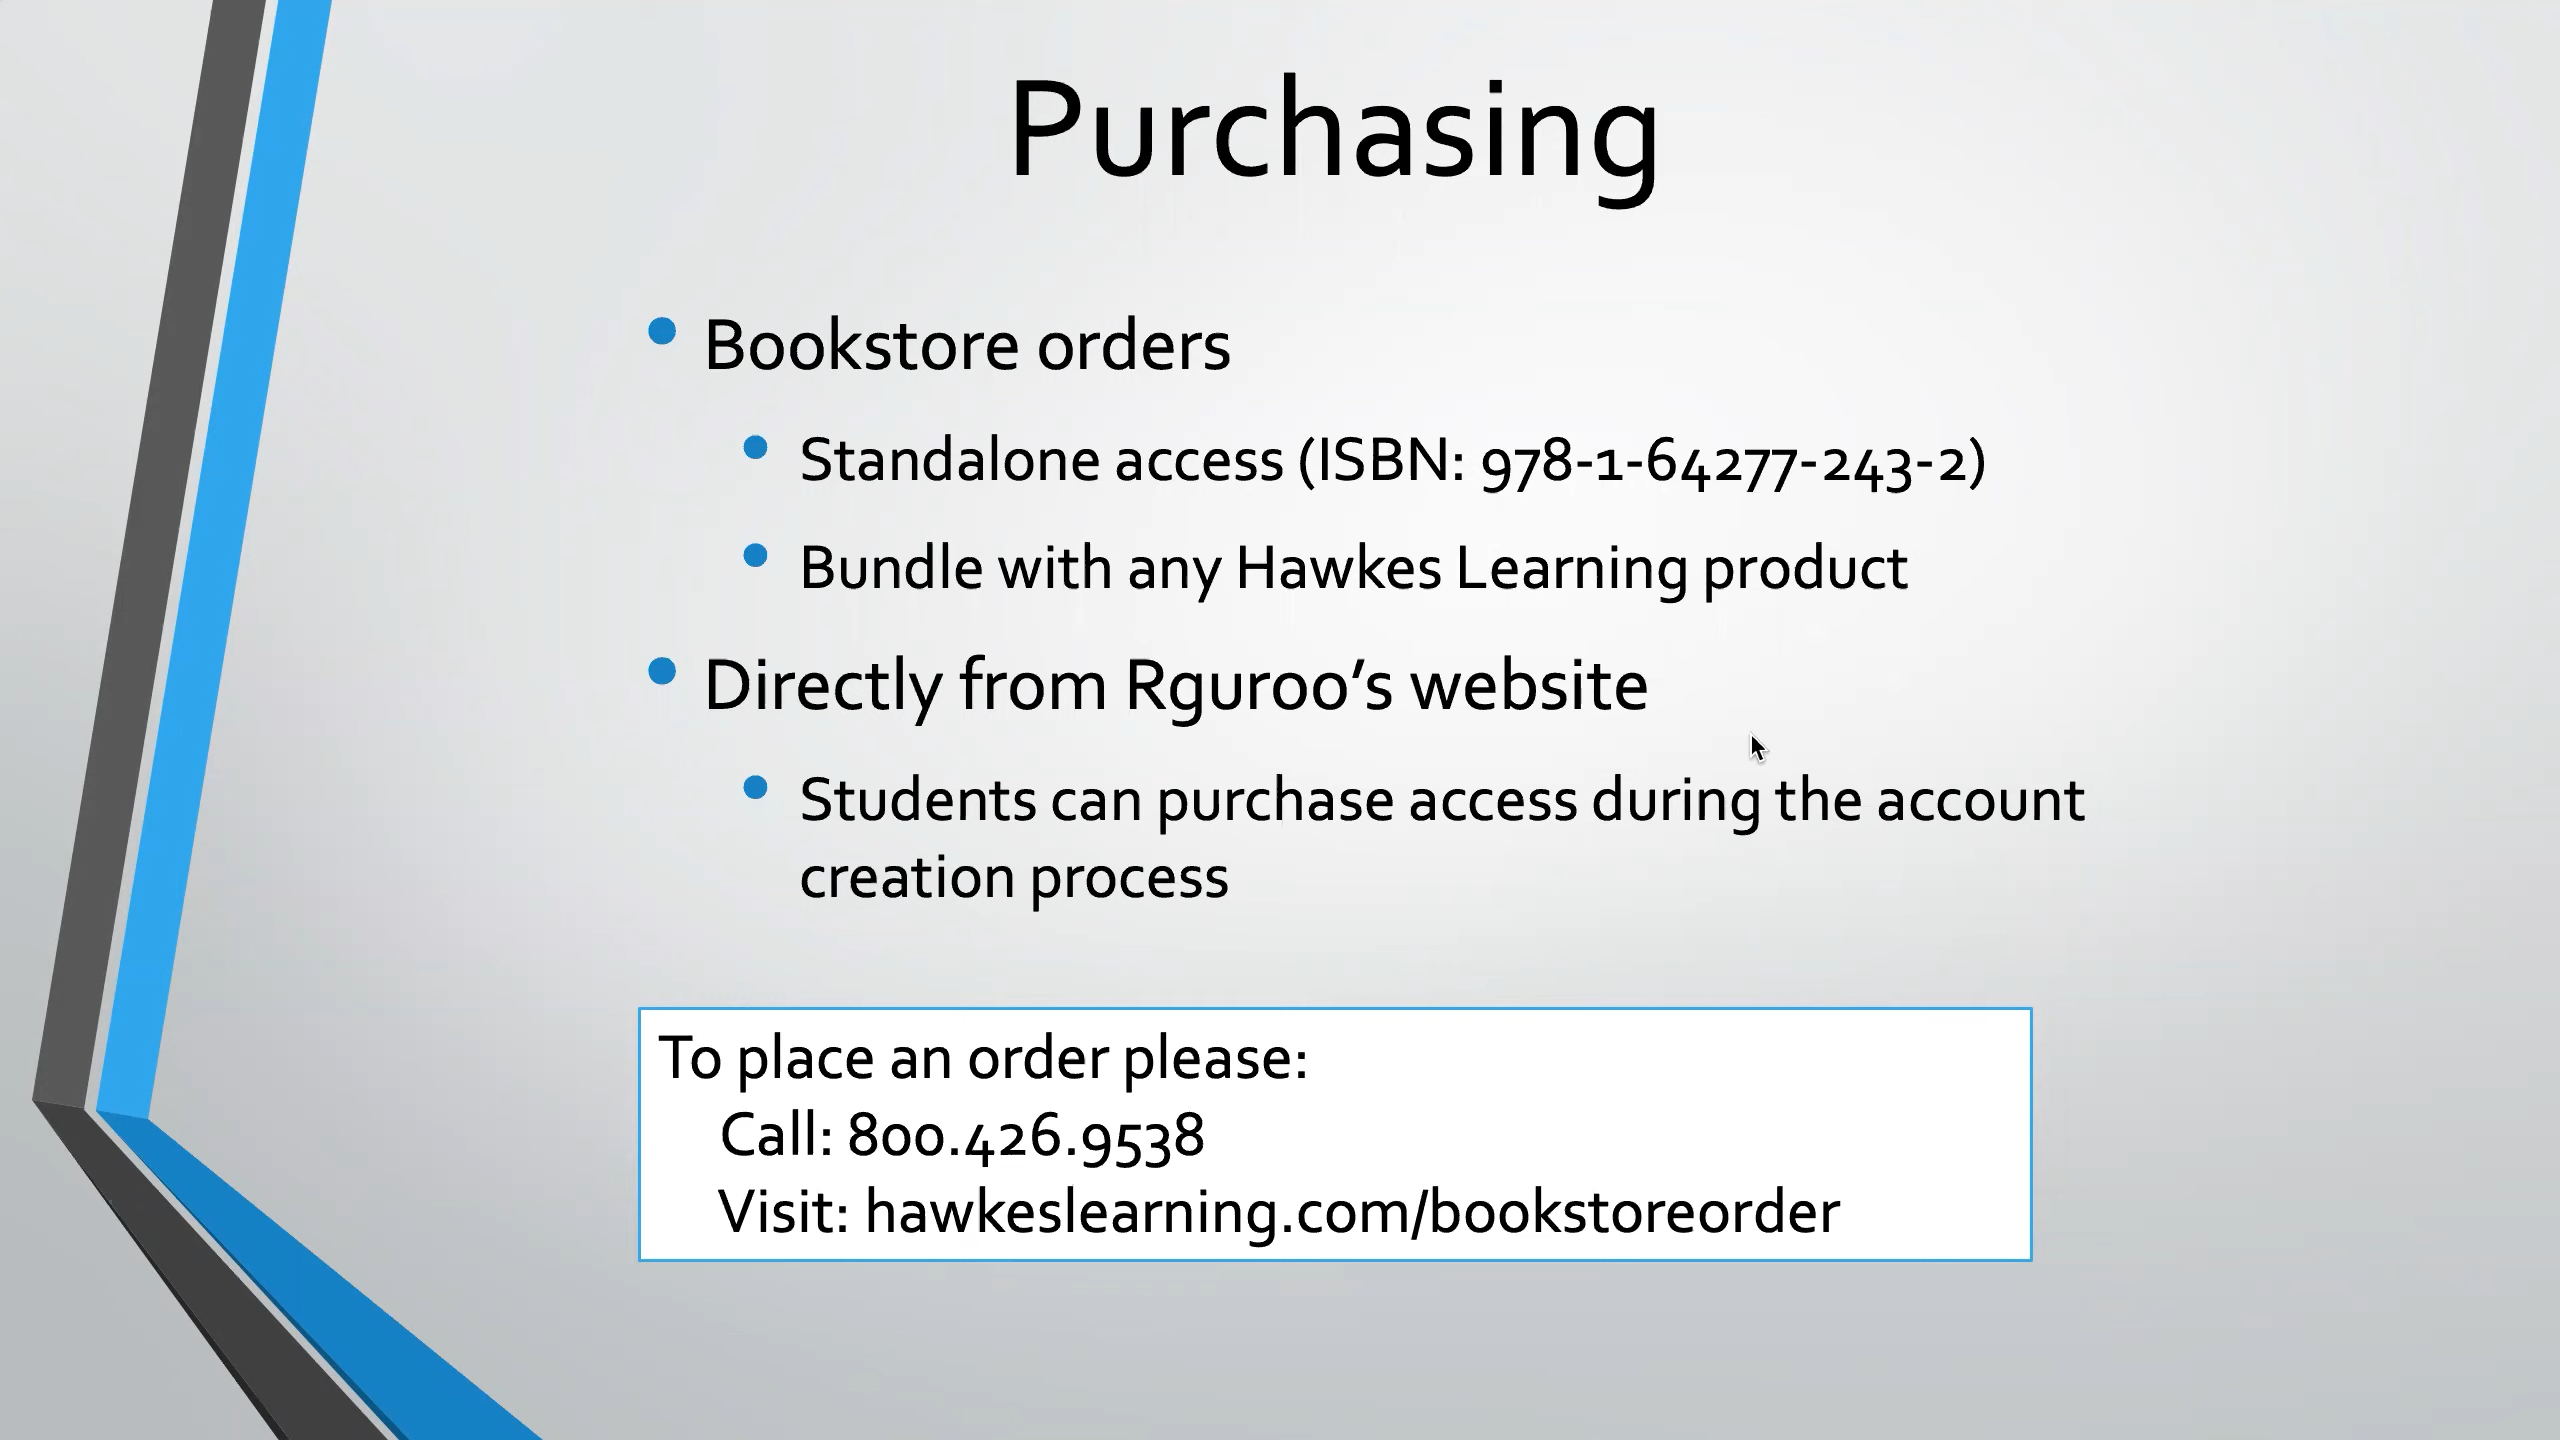 Purchasing
• Bookstore orders
• Standalone access (ISBN: 978-1-64277-243-2)
• Bundle with any Hawkes Learning product
• Directly from Rguroo’s website
• Students can purchase access during the account
creation process
To place an order please:
Call: 800.426.9538
Visit: hawkeslearning.com/bookstoreorder